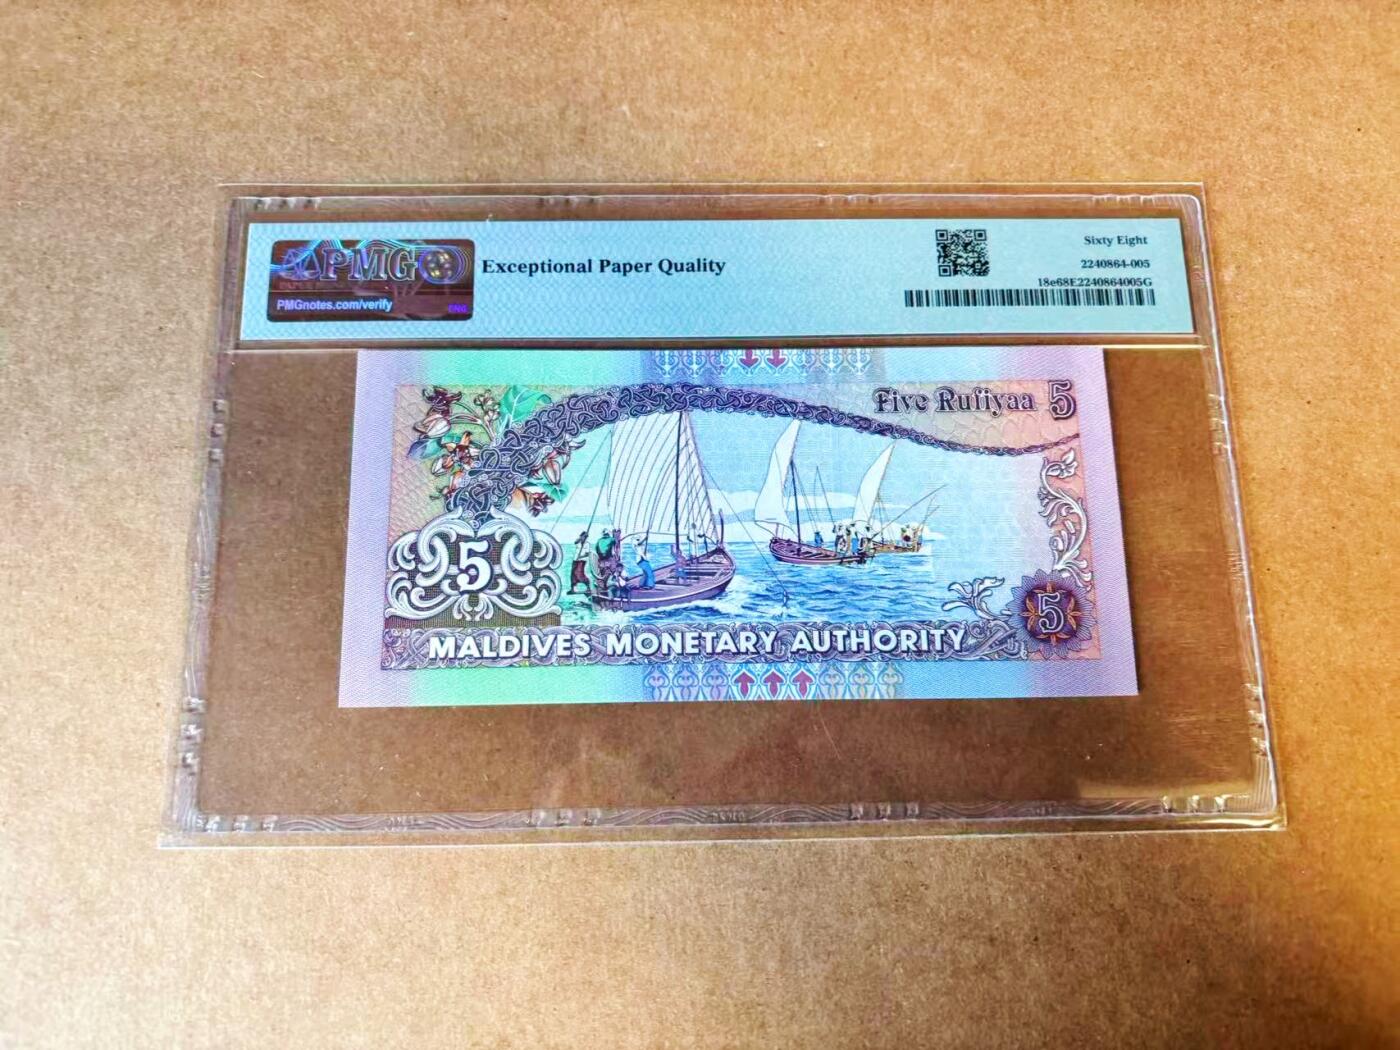 PMG
PMGnotes.com/verify
ENG
Exceptional Paper Quality
Sixty Eight
2240864-005
18e68E2240864005G
Five Rufiyaa 5
5
5
MALDIVES MONETARY AUTHORITY